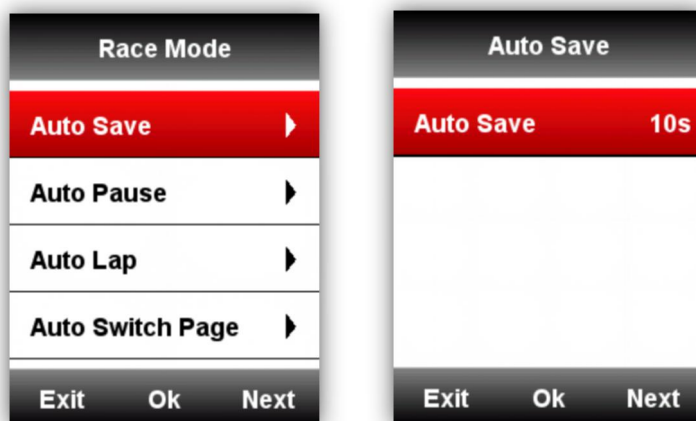 Race Mode
Auto Save
Auto Pause
Auto Lap
Auto Switch Page
Exit Ok Next
Auto Save
Auto Save 10s
Exit Ok Next